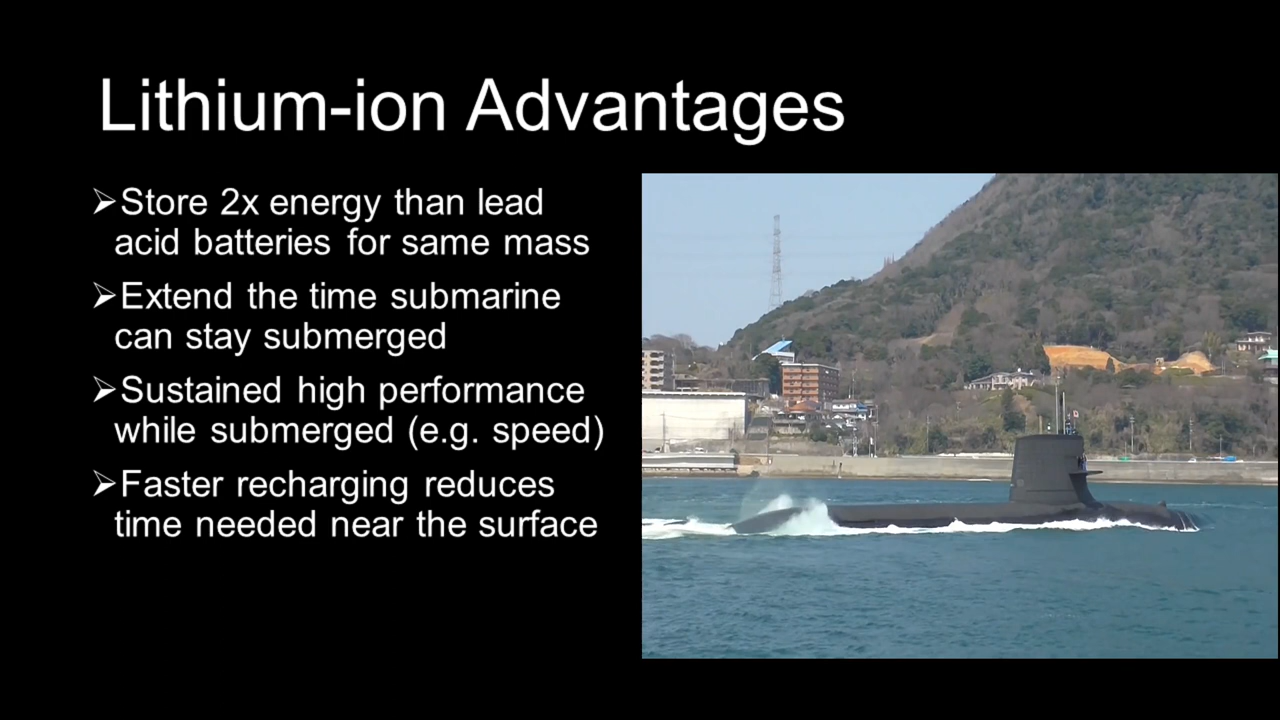 Lithium-ion Advantages
➢Store 2x energy than lead
acid batteries for same mass
➢Extend the time submarine
can stay submerged
➢Sustained high performance
while submerged (e.g. speed)
➢Faster recharging reduces
time needed near the surface